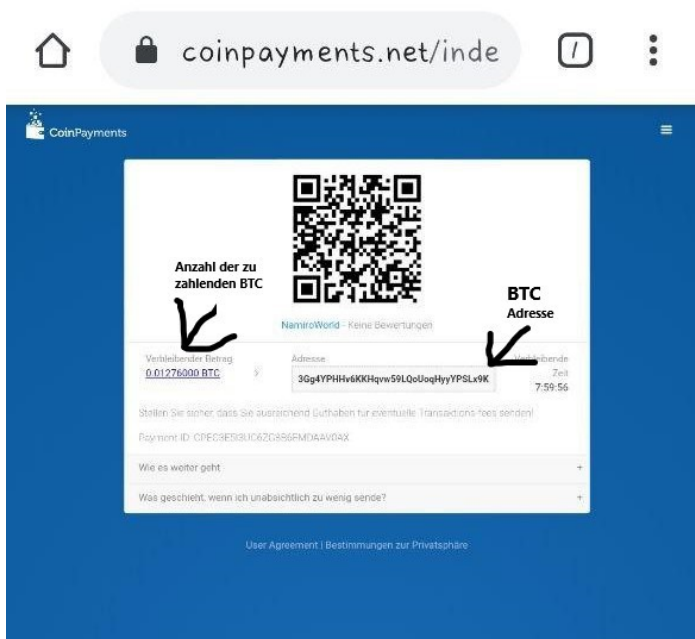 coinpayments.net/inde
CoinPayments
Anzahl der zu
zahlenden BTC
BTC
Adresse
NamiroWorld - Keine Bewertungen
Verbleibender Betrag
0.01276000 BTC
Adresse
3Gg4YPHHv6KKHqvw59LQoUoqHyyYPSLx9K
Verbleibende
Zeit
7:59:56
Stellen Sie sicher, dass Sie ausreichend Guthaben für eventuelle Transaktions-fees senden!
Payment ID:
Wie es weiter geht
Was geschieht, wenn ich unabsichtlich zu wenig sende?
User Agreement | Bestimmungen zur Privatsphäre